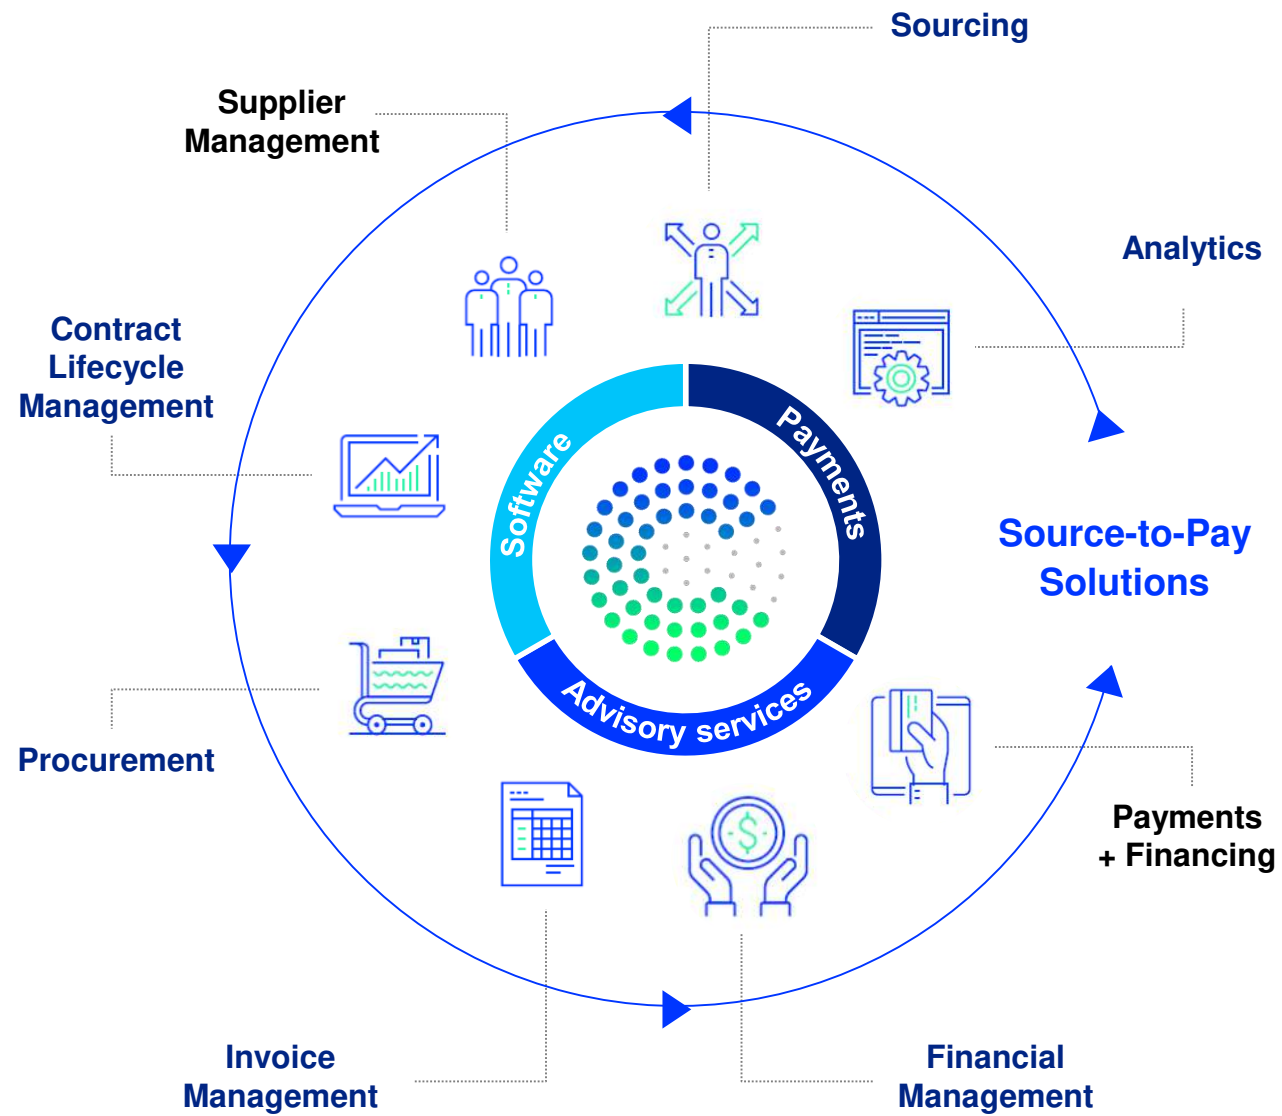 Sourcing
Supplier
Management
Analytics
Contract
Lifecycle
Management
Software
Payments
Source-to-Pay
Solutions
Advisory services
Procurement
Payments
+ Financing
Invoice
Management
Financial
Management